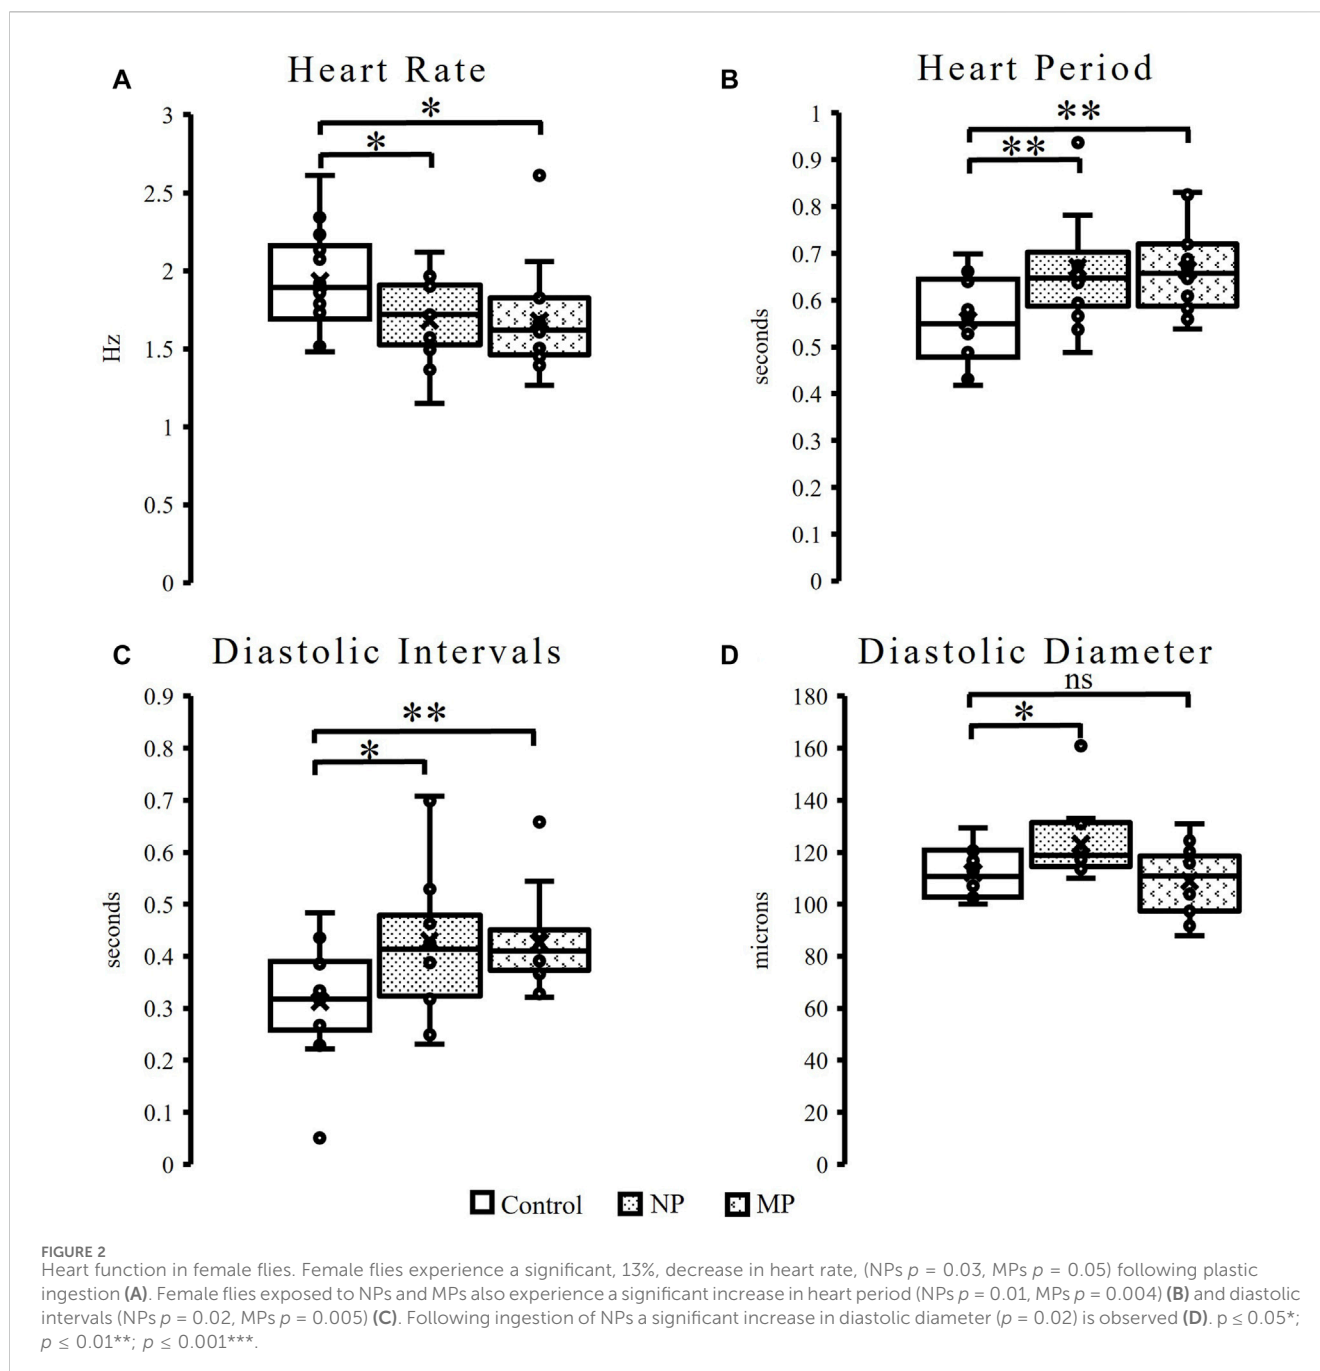 A
Heart Rate
3
2.5
2
1.5
1
0.5
0
Hz
*
*
B
Heart Period
1
0.9
0.8
0.7
0.6
0.5
0.4
0.3
0.2
0.1
0
seconds
**
**
C
Diastolic Intervals
0.9
0.8
0.7
0.6
0.5
0.4
0.3
0.2
0.1
0
seconds
**
*
D
Diastolic Diameter
ns
*
180
160
140
120
100
80
60
40
20
0
microns
Control NP MP
FIGURE 2
Heart function in female flies. Female flies experience a significant, 13%, decrease in heart rate, (NPs p = 0.03, MPs p = 0.05) following plastic
ingestion (A). Female flies exposed to NPs and MPs also experience a significant increase in heart period (NPs p = 0.01, MPs p = 0.004) (B) and diastolic
intervals (NPs p = 0.02, MPs p = 0.005) (C). Following ingestion of NPs a significant increase in diastolic diameter (p = 0.02) is observed (D). p ≤ 0.05*;
p ≤ 0.01**; p ≤ 0.001***.